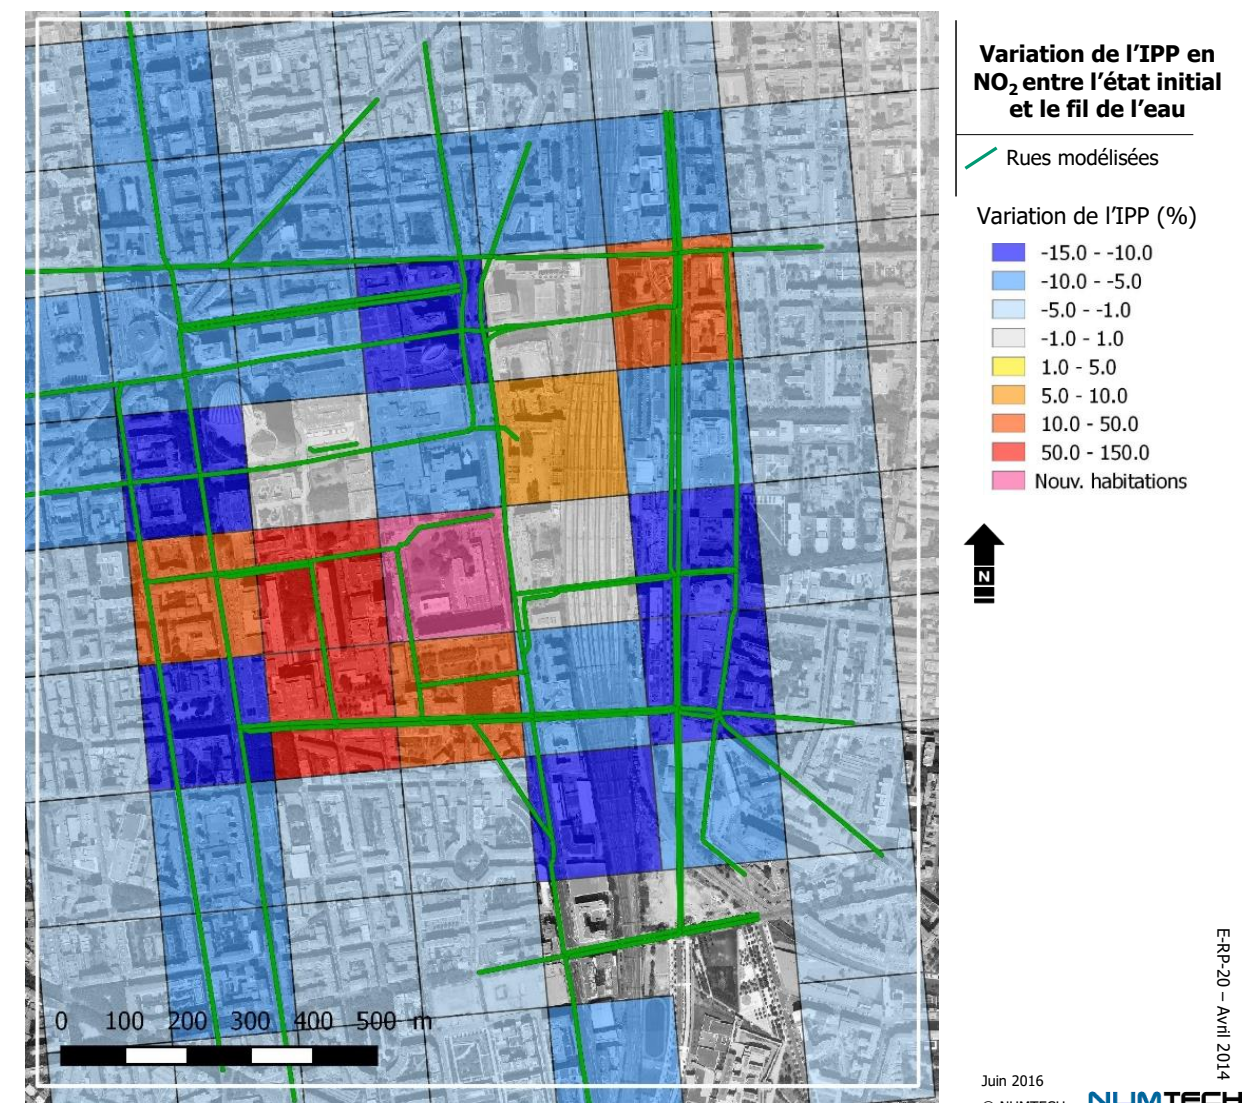 Variation de l’IPP en
NO2 entre l’état initial
et le fil de l’eau
Rues modélisées
Variation de l’IPP (%)
-15.0 - -10.0
-10.0 - -5.0
-5.0 - -1.0
-1.0 - 1.0
1.0 - 5.0
5.0 - 10.0
10.0 - 50.0
50.0 - 150.0
Nouv. habitations
N
0 100 200 300 400 500 m
E-RP-20 – Avril 2014
Juin 2016
© NUMTECH
NUMTECH